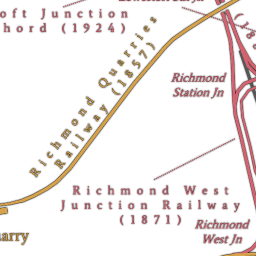 oft Junction
hord (1924)
Richmond Quarries
Railway (1857)
Richmond
Station Jn
Richmond West
Junction Railway
(1871)
Richmond
West Jn
arry